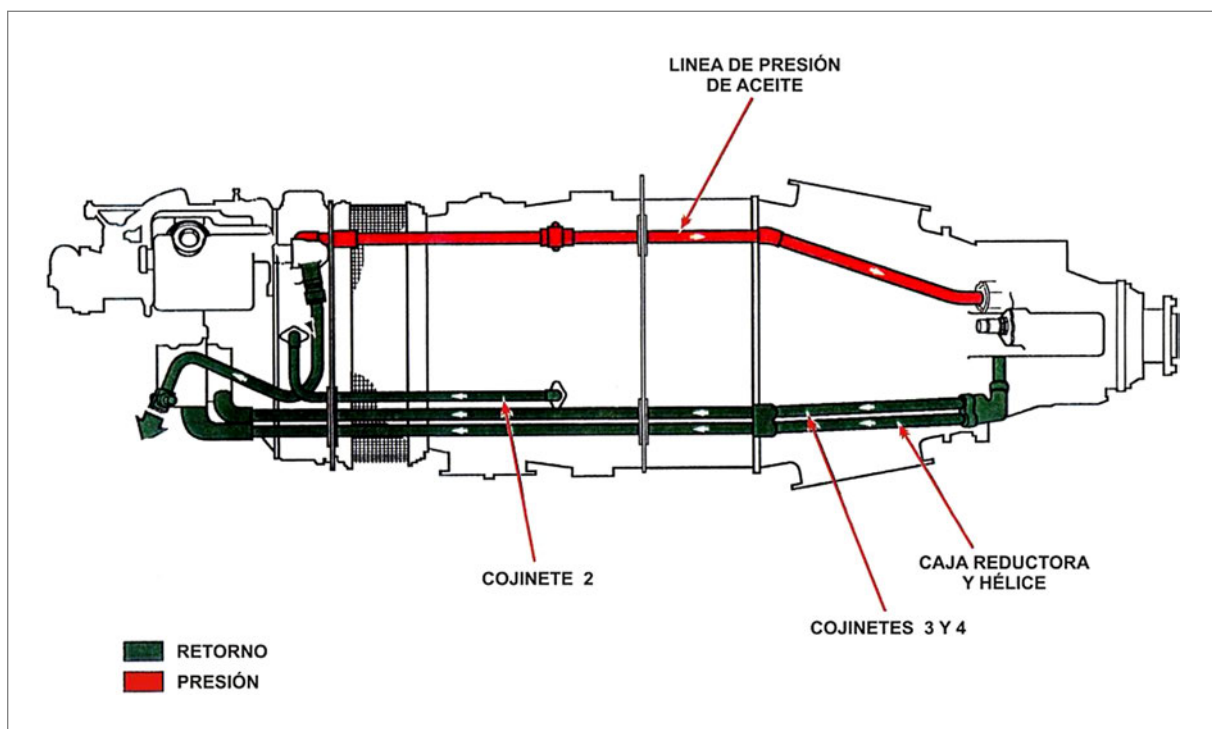 LINEA DE PRESIÓN
DE ACEITE
COJINETE 2
CAJA REDUCTORA
Y HÉLICE
COJINETES 3 Y 4
RETORNO
PRESIÓN